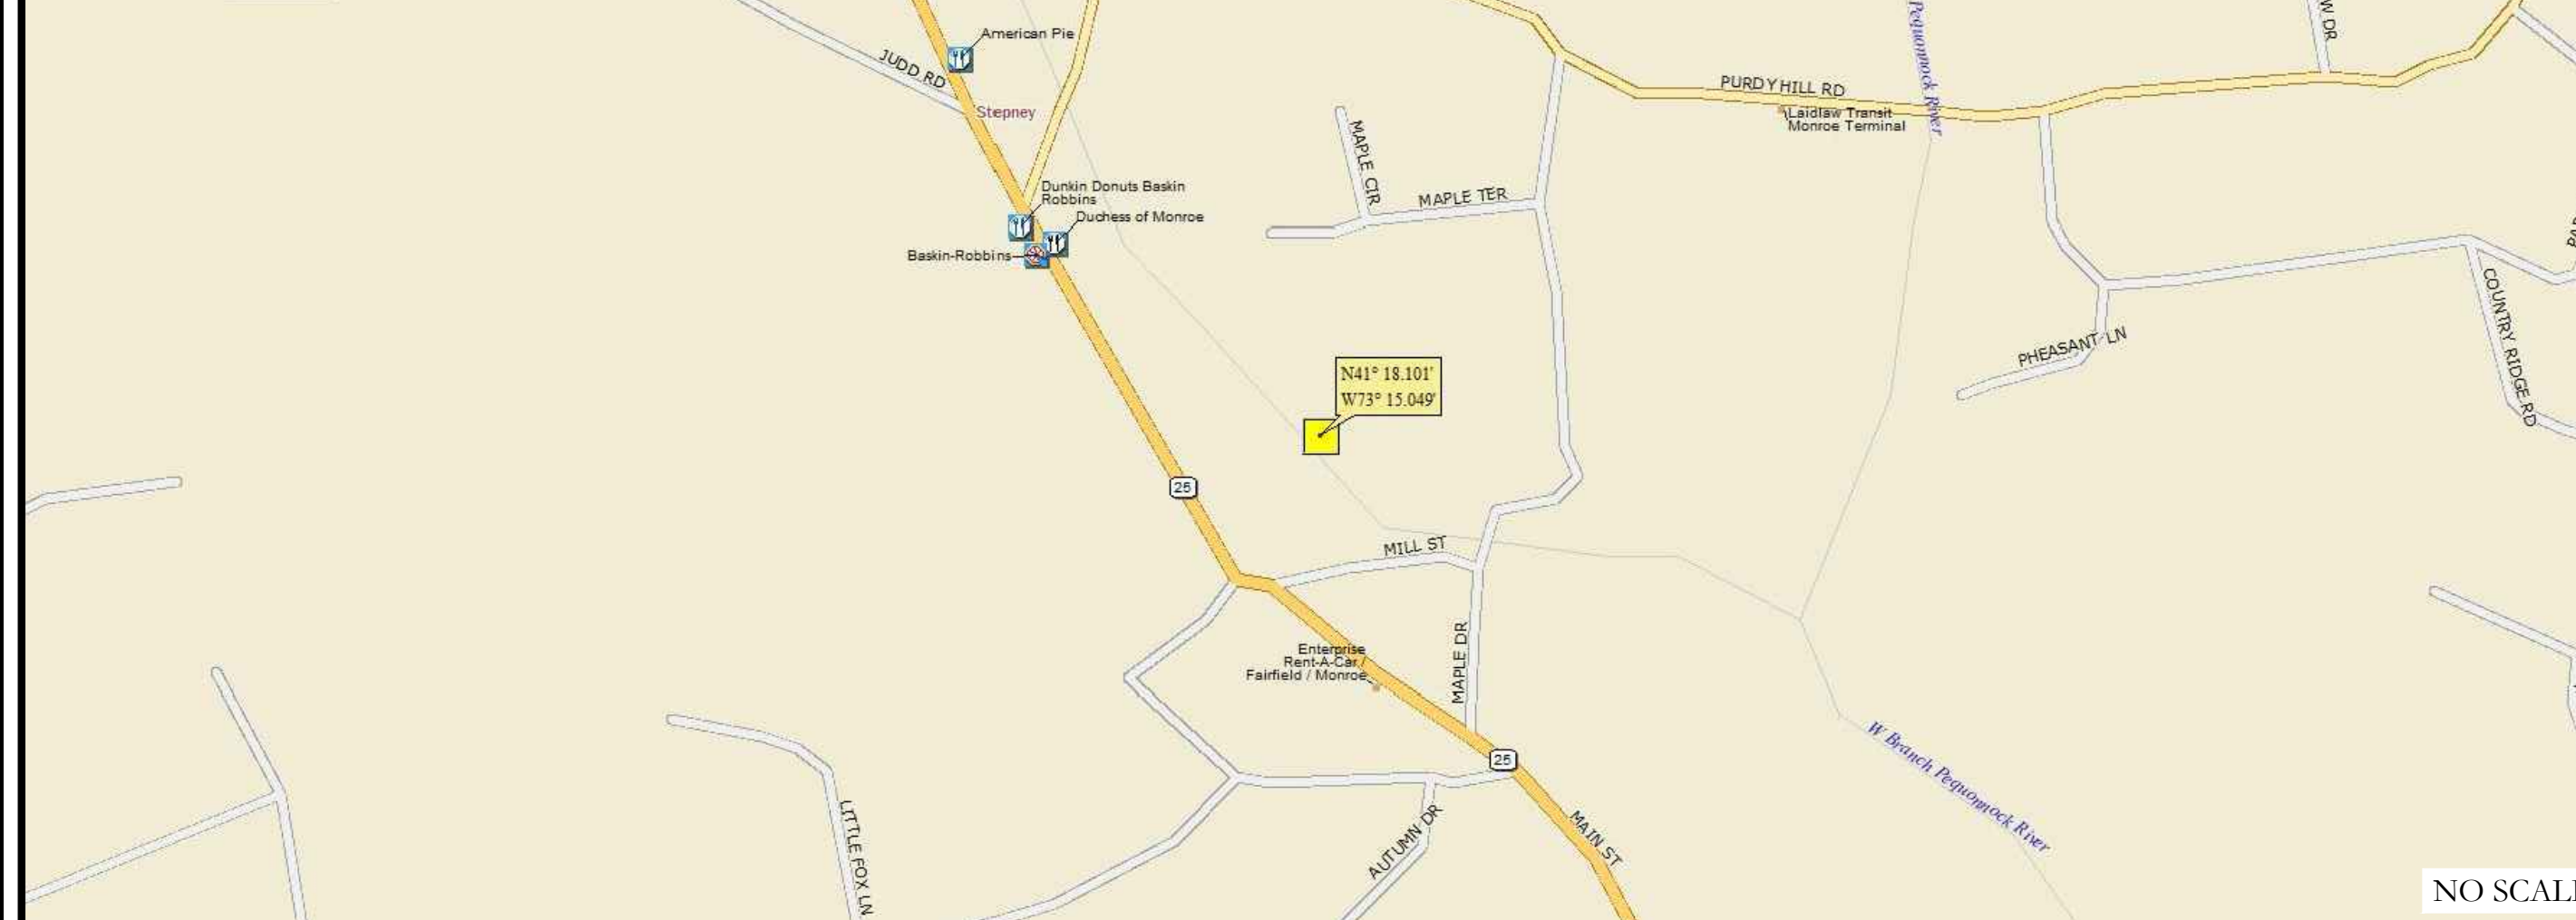 American Pie
JUDD RD
Stepney
Dunkin Donuts Baskin
Robbins
Duchess of Monroe
Baskin-Robbins
MAPLE CIR
MAPLE TER
PURDY HILL RD
Laidlaw Transit
Monroe Terminal
Pequonnock River
W DR
PHEASANT LN
COUNTRY RIDGE RD
N41° 18.101'
W73° 15.049'
25
MILL ST
Enterprise
Rent-A-Car /
Fairfield / Monroe
MAPLE DR
25
W Branch Pequonnock River
LITTLE FOX LN
AUTUMN DR
MAIN ST
NO SCAL